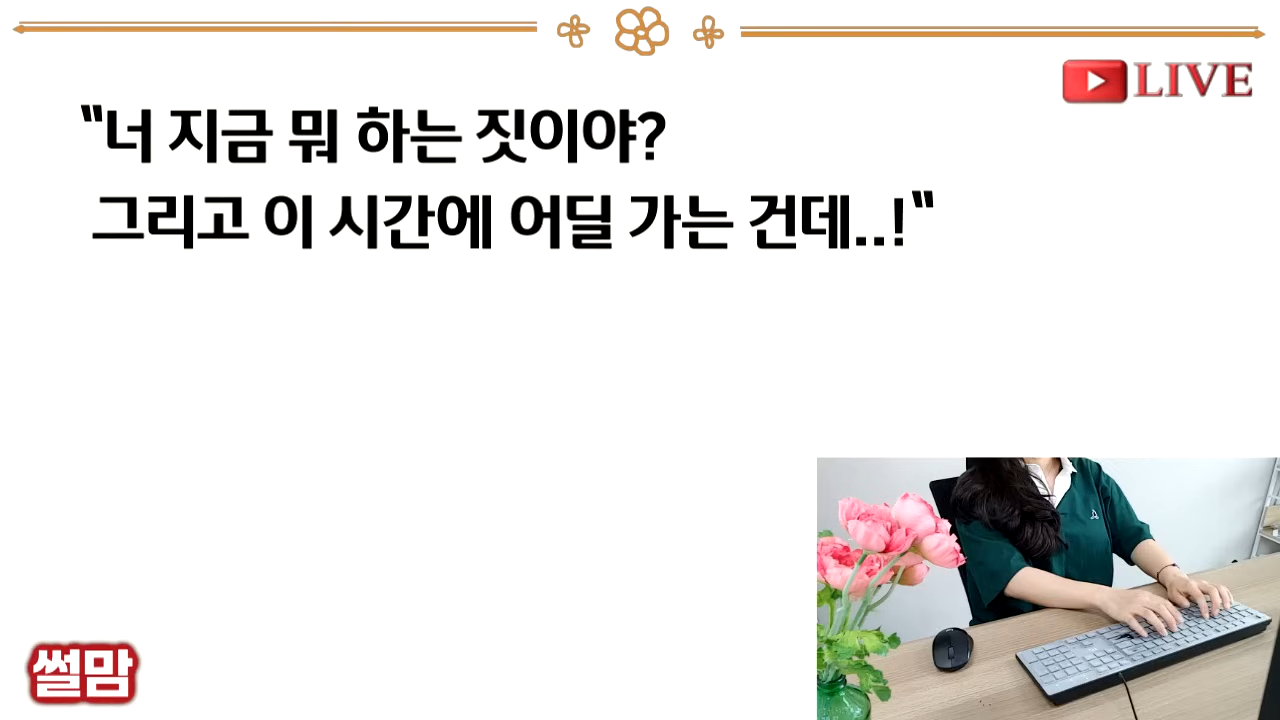 LIVE
"너 지금 뭐 하는 짓이야?
그리고 이 시간에 어딜 가는 건데..!"
썰맘